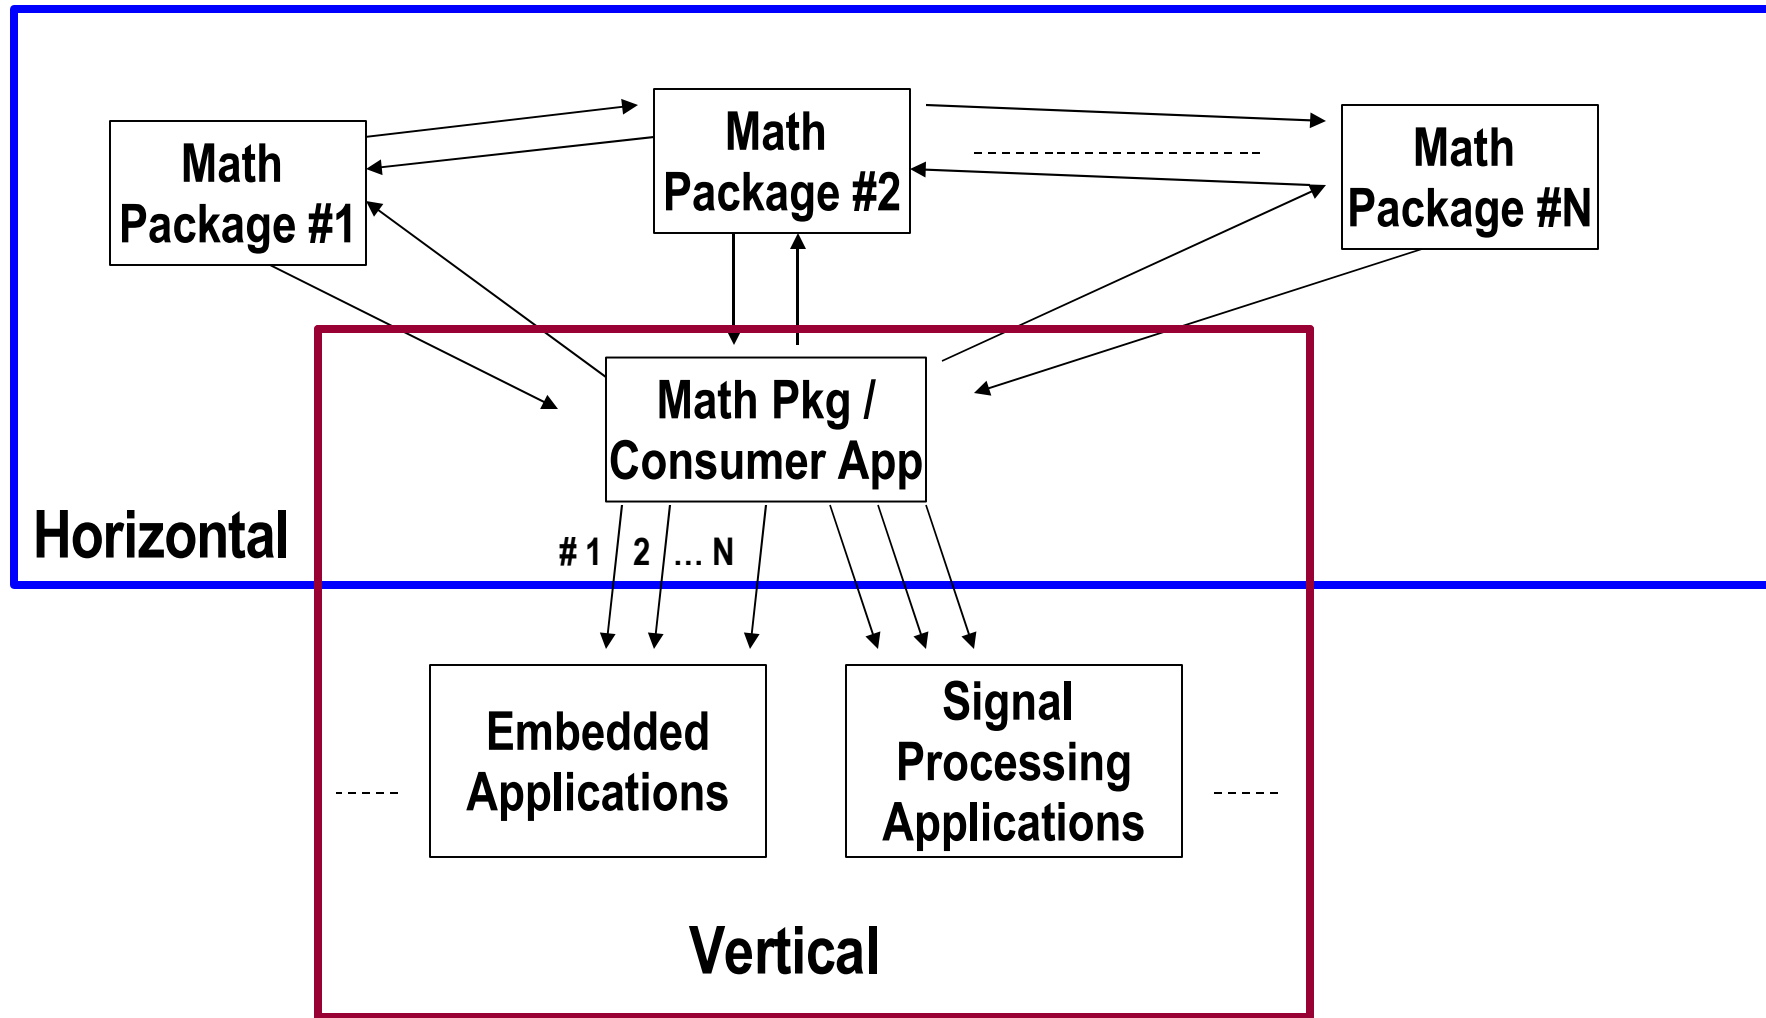 Math
Package #1
Math
Package #2
Math
Package #N
Math Pkg /
Consumer App
Horizontal
# 1 2 … N
Embedded
Applications
Signal
Processing
Applications
Vertical